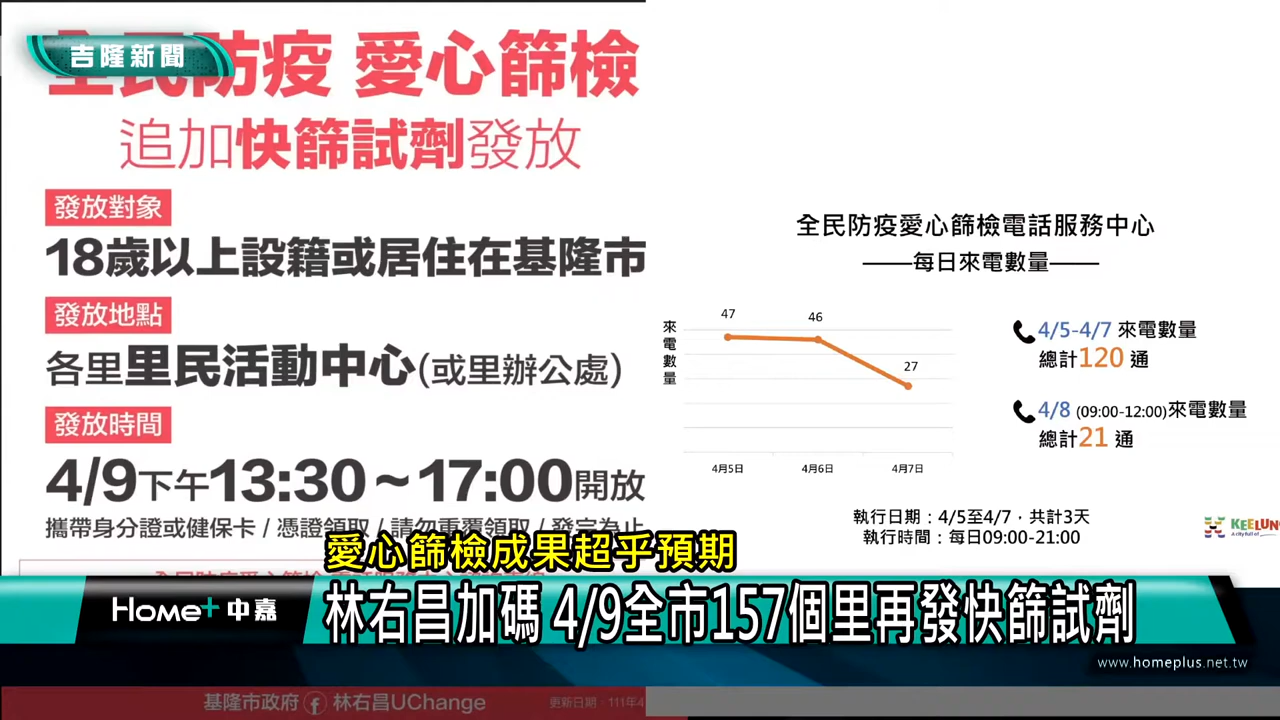 吉隆新聞
全民防疫 愛心篩檢
追加快篩試劑發放
發放對象
18歲以上設籍或居住在基隆市
發放地點
各里里民活動中心(或里辦公處)
發放時間
4/9下午13:30~17:00開放
攜帶身分證或健保卡 / 憑證領取 / 請勿重覆領取 / 發完為止
全民防疫愛心篩檢電話服務中心
——每日來電數量——
來電數量
47
46
27
4月5日
4月6日
4月7日
4/5-4/7 來電數量
總計120 通
4/8 (09:00-12:00)來電數量
總計21 通
執行日期：4/5至4/7，共計3天
執行時間：每日09:00-21:00
KEELUN
A city full of
愛心篩檢成果超乎預期
Home+中嘉
林右昌加碼 4/9全市157個里再發快篩試劑
www.homeplus.net.tw
基隆市政府 f 林右昌UChange
更新日期：111年4